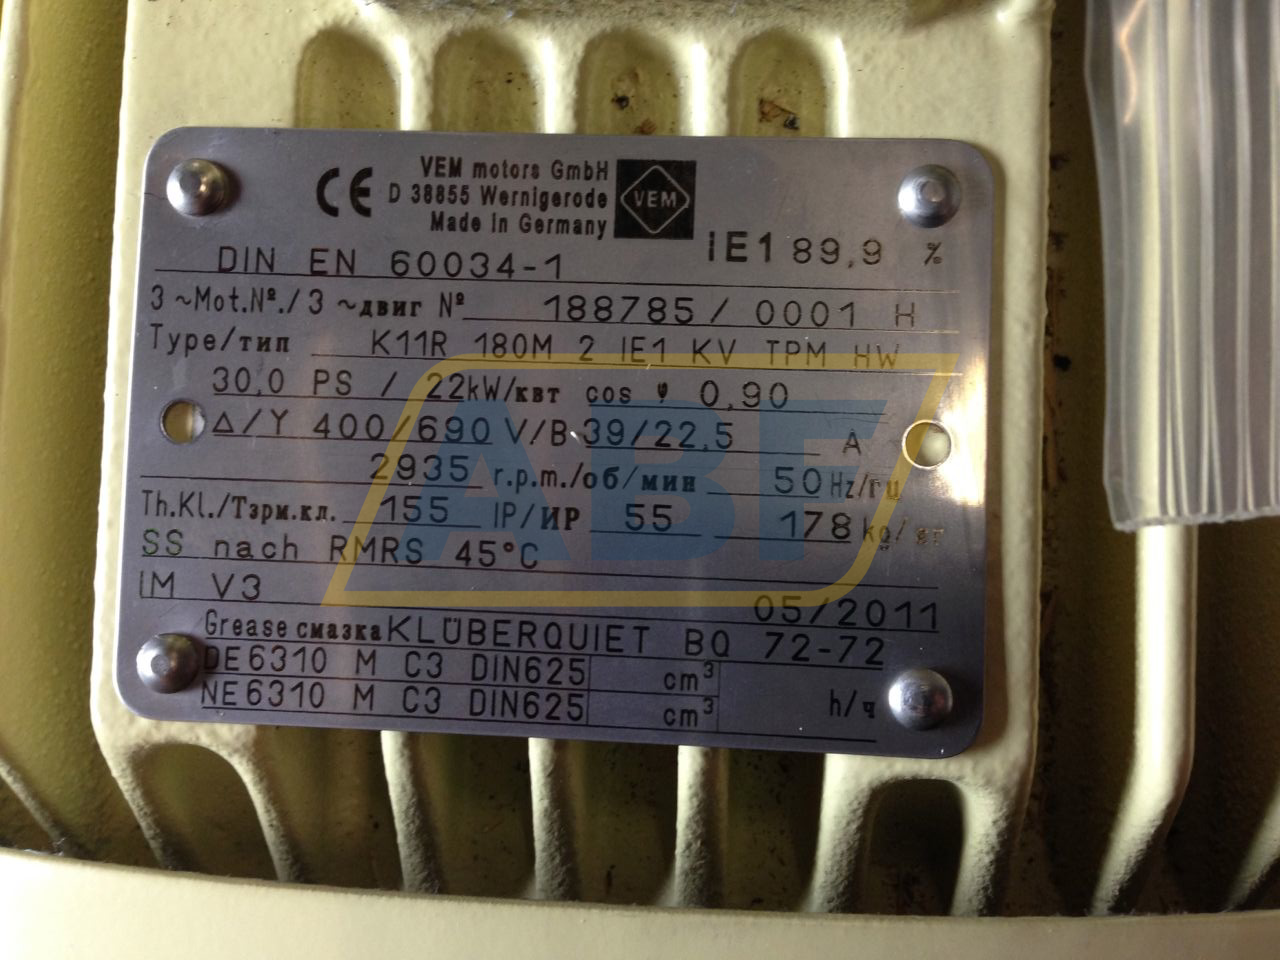 CE
VEM motors GmbH
D 38855 Wernigerode
Made in Germany
VEM
IE1 89,9 %
DIN EN 60034-1
3 ~Mot.Nº./3 ~двиг Nº 188785/0001 H
Type/тип K11R 180M 2 IE1 KV TPM HW
30,0 PS / 22kW/квт cos φ 0,90
Δ/Y 400/690 V/B 39/22,5 A
2935 r.p.m./об/мин 50 Hz/гц
Th.Kl./Тзрм.кл. 155 IP/ИР 55 178 kg/
SS nach RMRS 45°C
IM V3
05/2011
Grease смазка KLÜBERQUIET BQ 72-72
DE 6310 M C3 DIN625 cm³
NE 6310 M C3 DIN625 cm³ h/ч
ABF